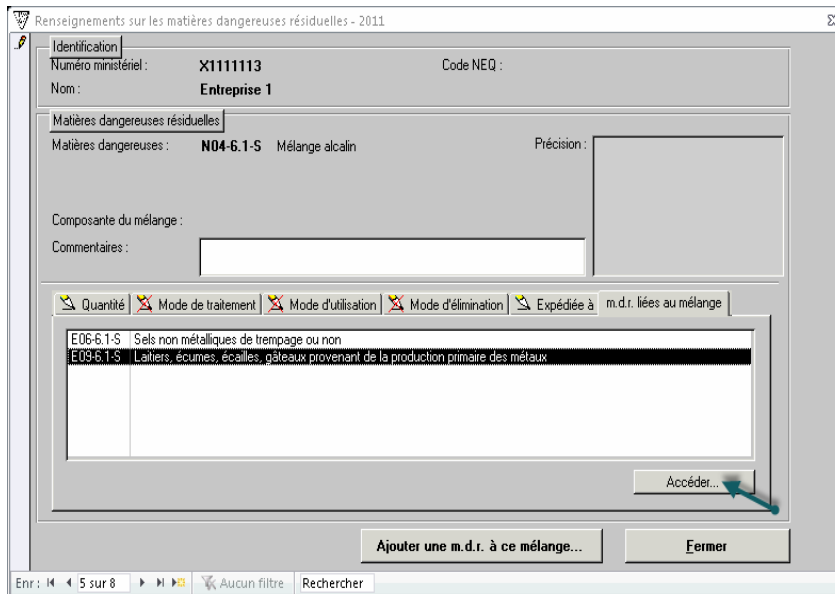 Renseignements sur les matières dangereuses résiduelles - 2011
Identification
Numéro ministériel : X1111113 Code NEQ :
Nom : Entreprise 1
Matières dangereuses résiduelles
Matières dangereuses : N04-6.1-S Mélange alcalin Précision :
Composante du mélange :
Commentaires :
Quantité Mode de traitement Mode d'utilisation Mode d'élimination Expédiée à m.d.r. liées au mélange
E06-6.1-S Sels non métalliques de trempage ou non
E09-6.1-S Laitiers, écumes, écailles, gâteaux provenant de la production primaire des métaux
Accéder...
Ajouter une m.d.r. à ce mélange... Fermer
Enr : 5 sur 8 Aucun filtre Rechercher